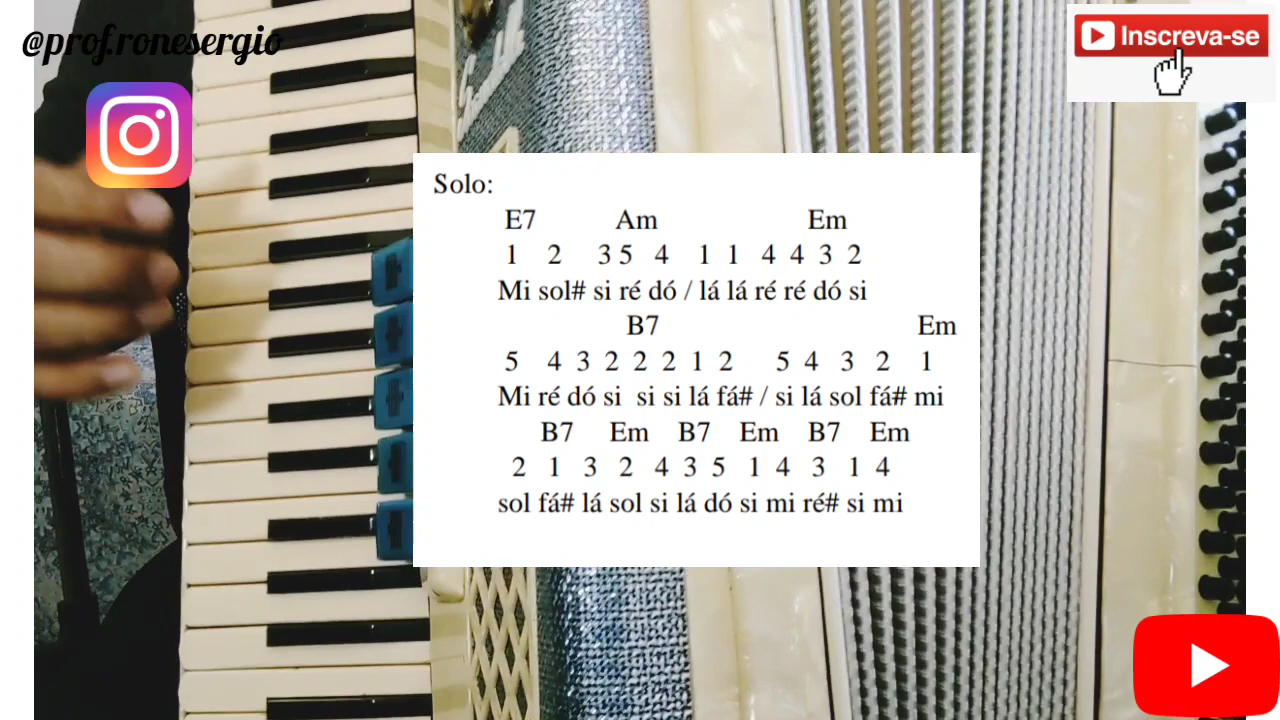 @prof.ronesergio
Inscreva-se
Solo:
E7 Am Em
1 2 3 5 4 1 1 4 4 3 2
Mi sol# si ré dó / lá lá ré ré dó si
B7 Em
5 4 3 2 2 2 1 2 5 4 3 2 1
Mi ré dó si si si lá fá# / si lá sol fá# mi
B7 Em B7 Em B7 Em
2 1 3 2 4 3 5 1 4 3 1 4
sol fá# lá sol si lá dó si mi ré# si mi